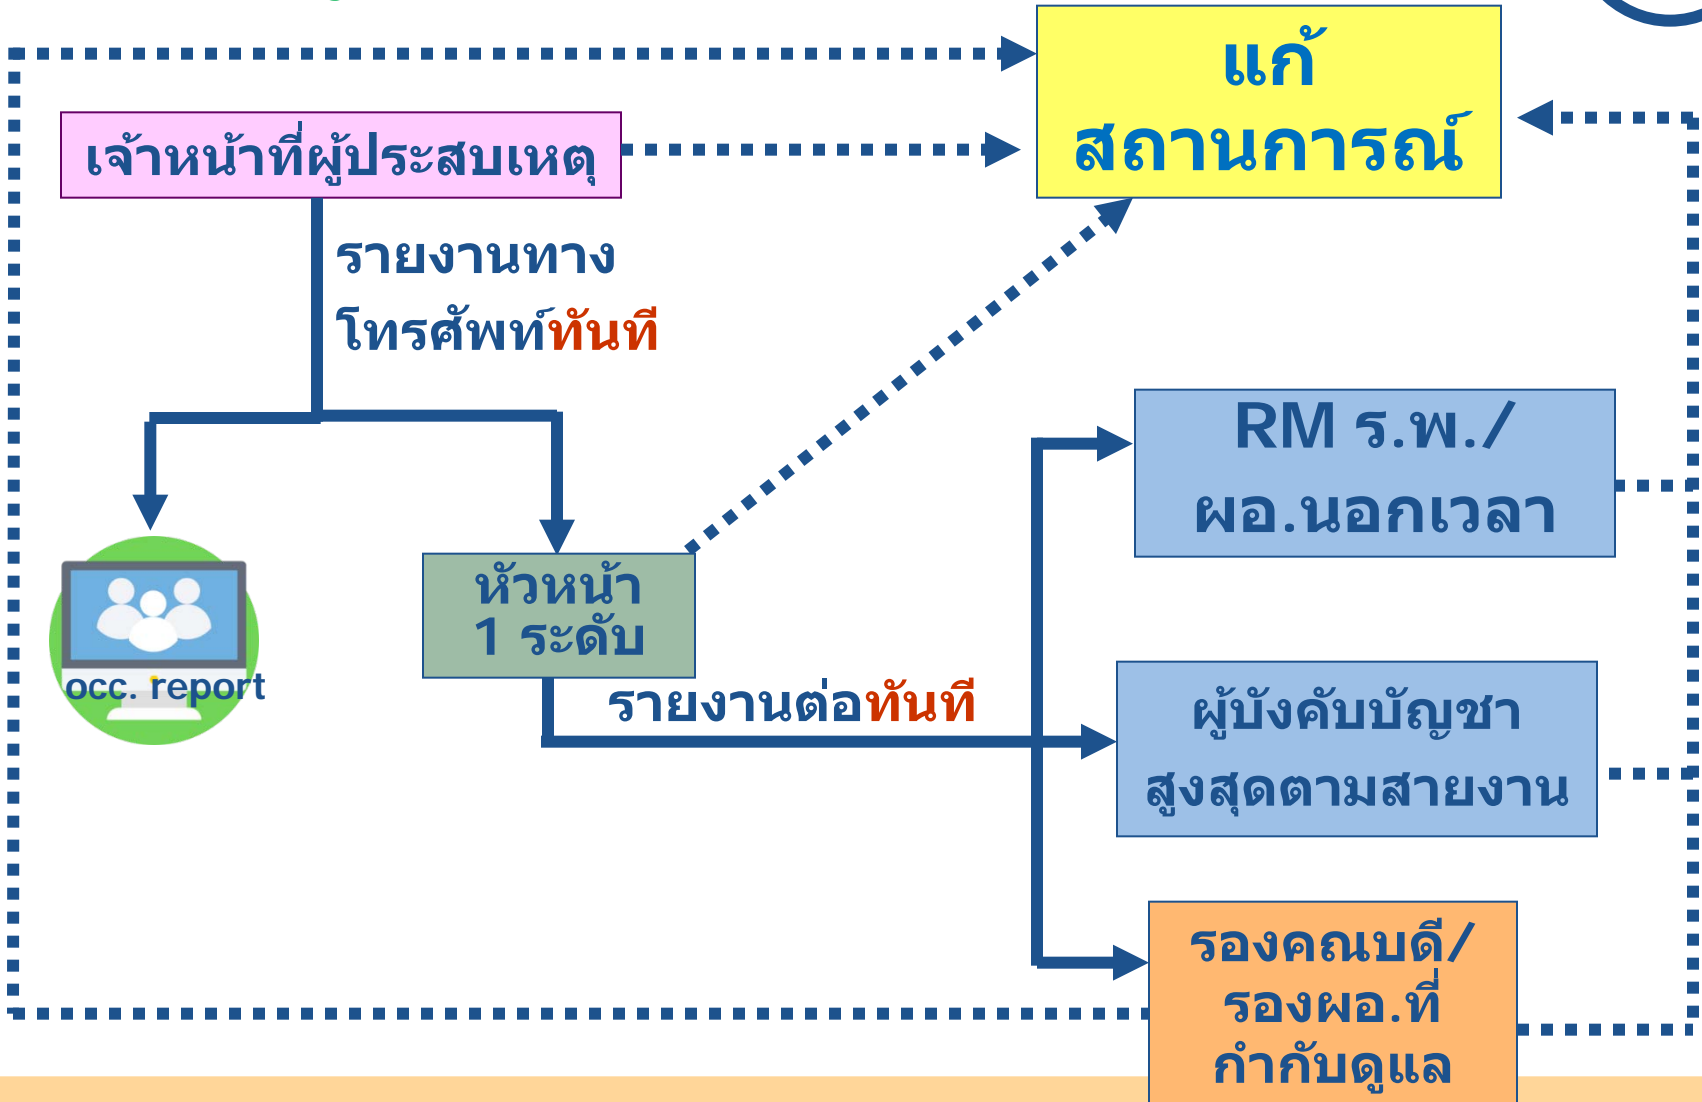 แก้
สถานการณ์
เจ้าหน้าที่ผู้ประสบเหตุ
รายงานทาง
โทรศัพท์ทันที
RM ร.พ./
ผอ.นอกเวลา
หัวหน้า
1 ระดับ
occ. report
รายงานต่อทันที
ผู้บังคับบัญชา
สูงสุดตามสายงาน
รองคณบดี/
รองผอ.ที่
กำกับดูแล